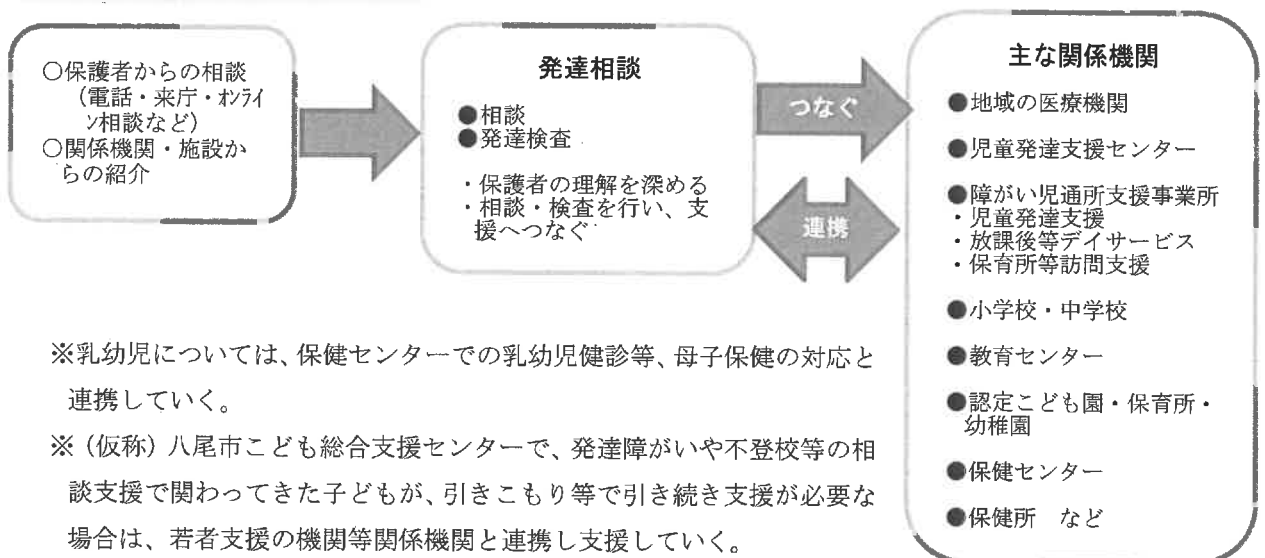 ○保護者からの相談
（電話・来庁・ｵﾝﾗｲ
ﾝ相談など）
○関係機関・施設か
らの紹介
発達相談
●相談
●発達検査
・保護者の理解を深める
・相談・検査を行い、支
援へつなぐ
つなぐ
連携
主な関係機関
●地域の医療機関
●児童発達支援センター
●障がい児通所支援事業所
・児童発達支援
・放課後等デイサービス
・保育所等訪問支援
●小学校・中学校
●教育センター
●認定こども園・保育所・
幼稚園
●保健センター
●保健所　など
※乳幼児については、保健センターでの乳幼児健診等、母子保健の対応と
連携していく。
※（仮称）八尾市こども総合支援センターで、発達障がいや不登校等の相
談支援で関わってきた子どもが、引きこもり等で引き続き支援が必要な
場合は、若者支援の機関等関係機関と連携し支援していく。